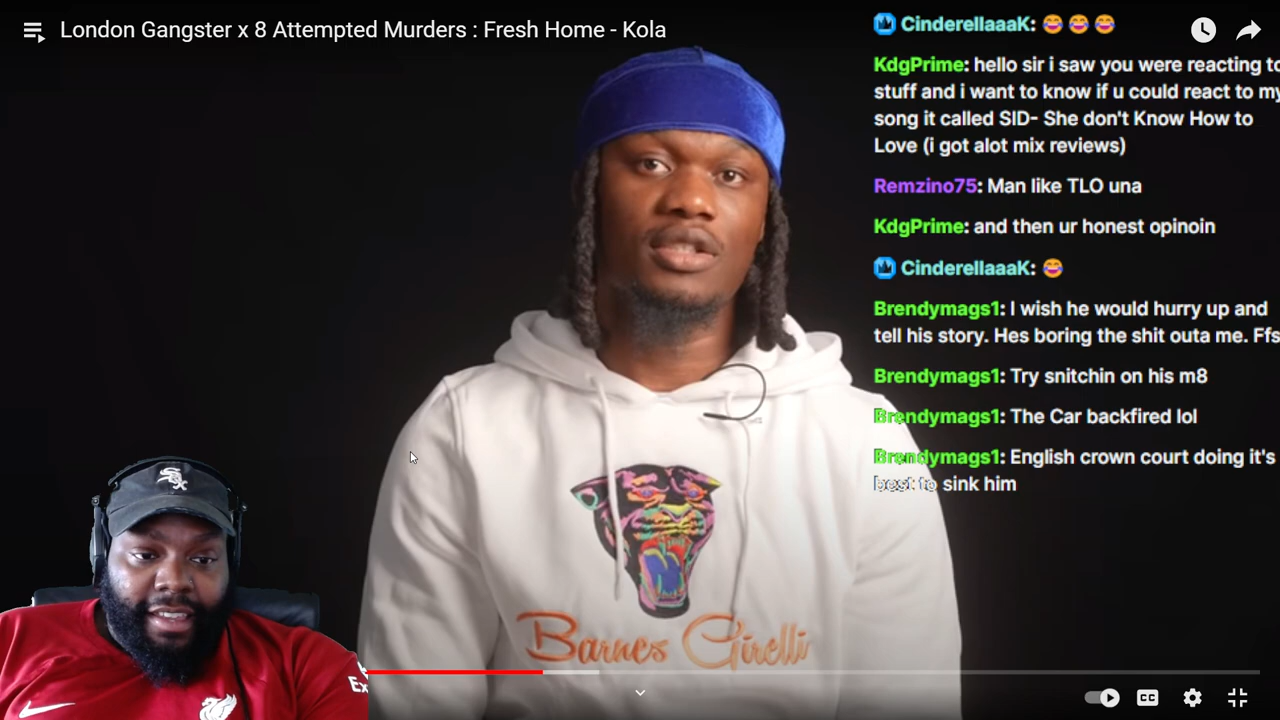 London Gangster x 8 Attempted Murders : Fresh Home - Kola
CinderellaaaK: 😂 😂 😂
KdgPrime: hello sir i saw you were reacting to
stuff and i want to know if u could react to my
song it called SID- She don't Know How to
Love (i got alot mix reviews)
Remzino75: Man like TLO una
KdgPrime: and then ur honest opinoin
CinderellaaaK: 😂
Brendymags1: I wish he would hurry up and
tell his story. Hes boring the shit outa me. Ffs
Brendymags1: Try snitchin on his m8
Brendymags1: The Car backfired lol
Brendymags1: English crown court doing it's
best to sink him
Barnes Girelli
Sox
Ex
CC